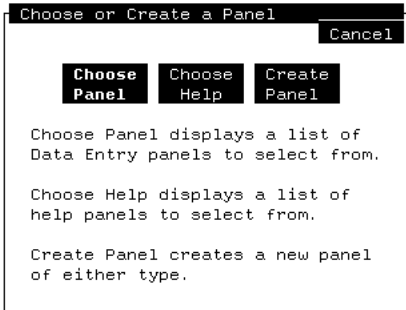 Choose or Create a Panel
Cancel
Choose Choose Create
Panel Help Panel
Choose Panel displays a list of
Data Entry panels to select from.
Choose Help displays a list of
help panels to select from.
Create Panel creates a new panel
of either type.